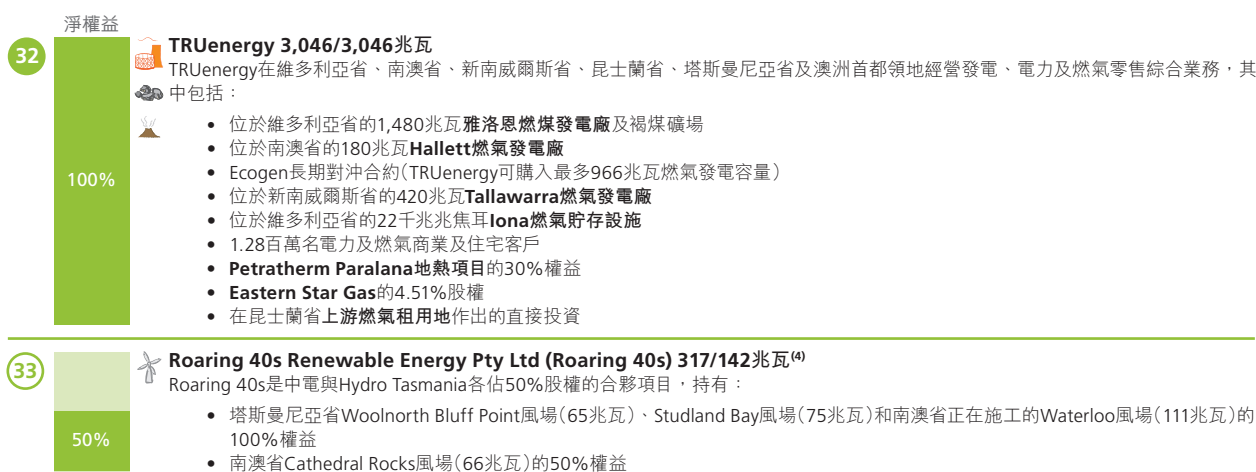 淨權益
32
TRUenergy 3,046/3,046兆瓦
TRUenergy在維多利亞省、南澳省、新南威爾斯省、昆士蘭省、塔斯曼尼亞省及澳洲首都領地經營發電、電力及燃氣零售綜合業務，其
中包括：
• 位於維多利亞省的1,480兆瓦雅洛恩燃煤發電廠及褐煤礦場
• 位於南澳省的180兆瓦Hallett燃氣發電廠
100%
• Ecogen長期對沖合約（TRUenergy可購入最多966兆瓦燃氣發電容量）
• 位於新南威爾斯省的420兆瓦Tallawarra燃氣發電廠
• 位於維多利亞省的22千兆兆焦耳Iona燃氣貯存設施
• 1.28百萬名電力及燃氣商業及住宅客戶
• Petratherm Paralana地熱項目的30%權益
• Eastern Star Gas的4.51%股權
• 在昆士蘭省上游燃氣租用地作出的直接投資
33
Roaring 40s Renewable Energy Pty Ltd (Roaring 40s) 317/142兆瓦(4)
Roaring 40s是中電與Hydro Tasmania各佔50%股權的合夥項目，持有：
• 塔斯曼尼亞省Woolnorth Bluff Point風場（65兆瓦）、Studland Bay風場（75兆瓦）和南澳省正在施工的Waterloo風場（111兆瓦）的
100%權益
50%
• 南澳省Cathedral Rocks風場（66兆瓦）的50%權益